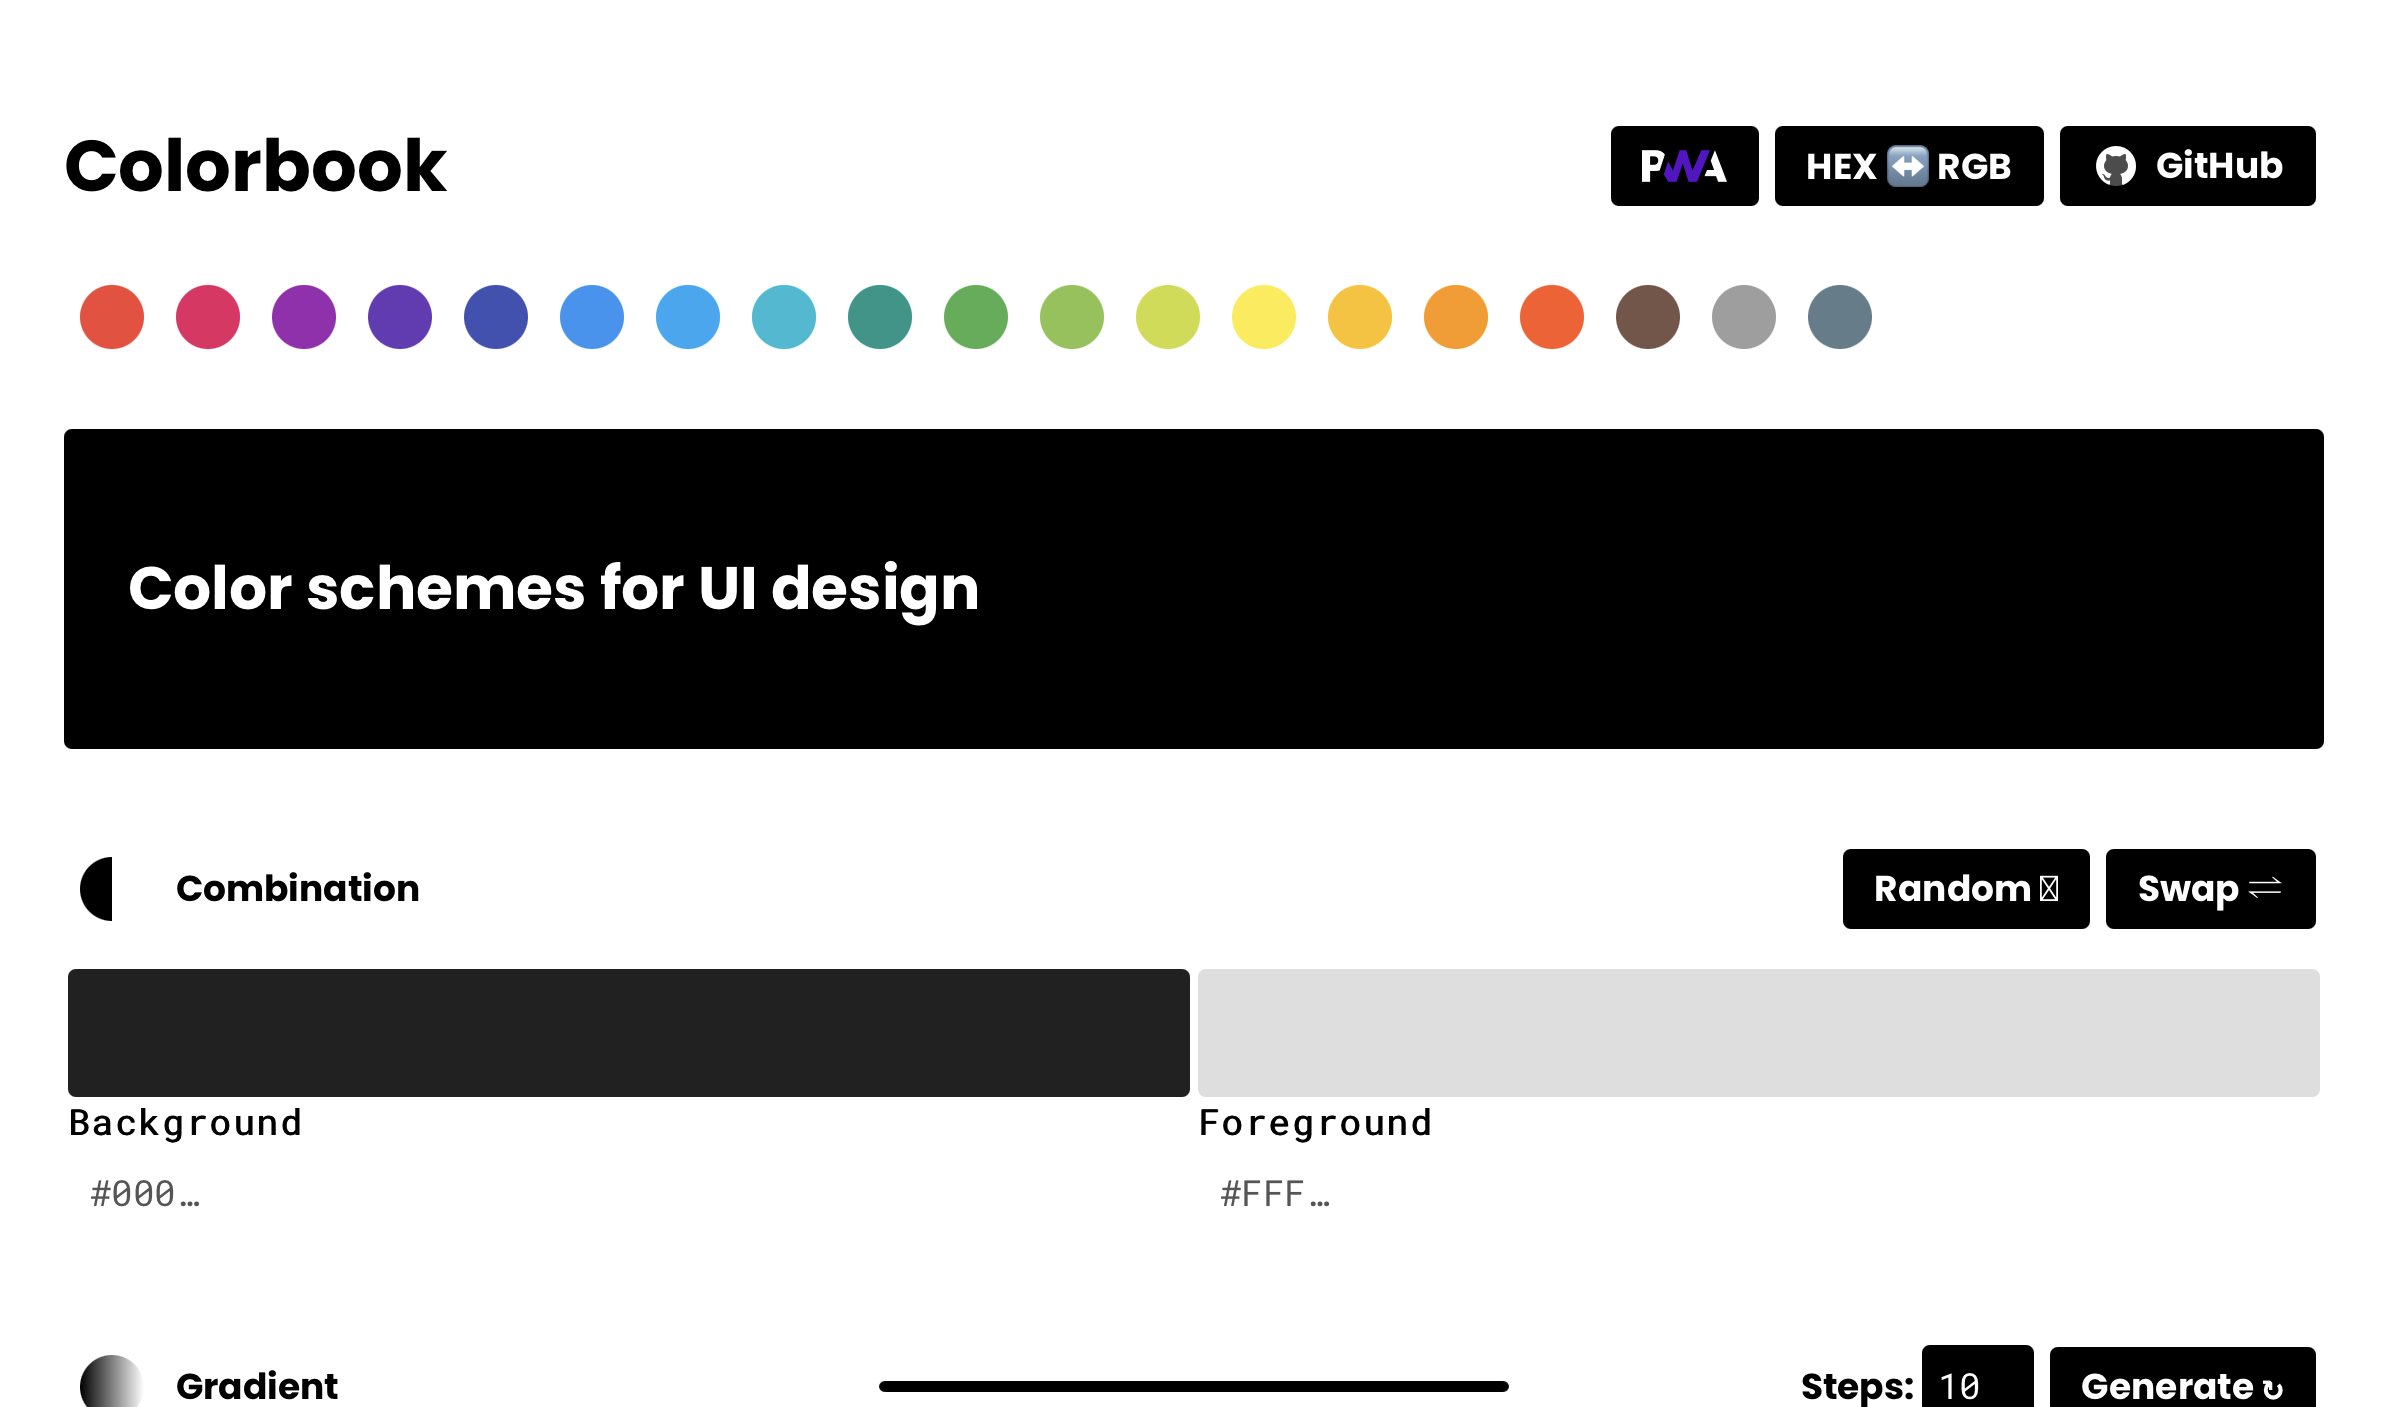 Colorbook
PWA
HEX ↔️ RGB
GitHub
Color schemes for UI design
Combination
Random
Swap ⇌
Background
Foreground
#000…
#FFF…
Gradient
Steps: 10
Generate ↻